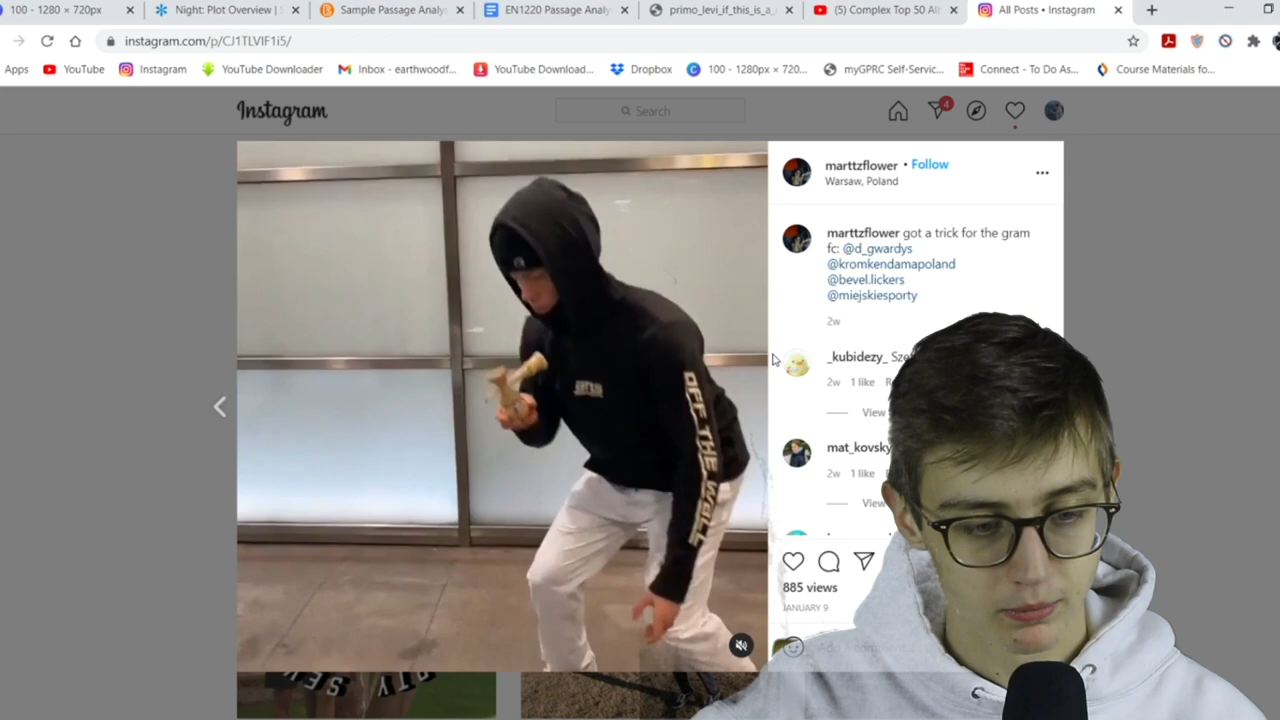 100 - 1280 × 720p
Night: Plot Overview | S
Sample Passage Analy
EN1220 Passage Analy
primo_levi_if_this_is_a_
(5) Complex Top 50 Alb
All Posts • Instagram
instagram.com/p/CJ1TLVIF1i5/
Apps
YouTube
Instagram
YouTube Downloader
Inbox - earthwoodf...
YouTube Download...
Dropbox
100 - 1280px × 720...
myGPRC Self-Servic...
Connect - To Do As...
Course Materials fo...
Instagram
Search
4
marttzflower • Follow
Warsaw, Poland
marttzflower got a trick for the gram
fc: @d_gwardys
@kromkendamapoland
@bevel.lickers
@miejskiesporty
2w
_kubidezy_
2w 1 like
View
mat_kovsky
2w 1 like
View
885 views
JANUARY 9
OFF THE WALL